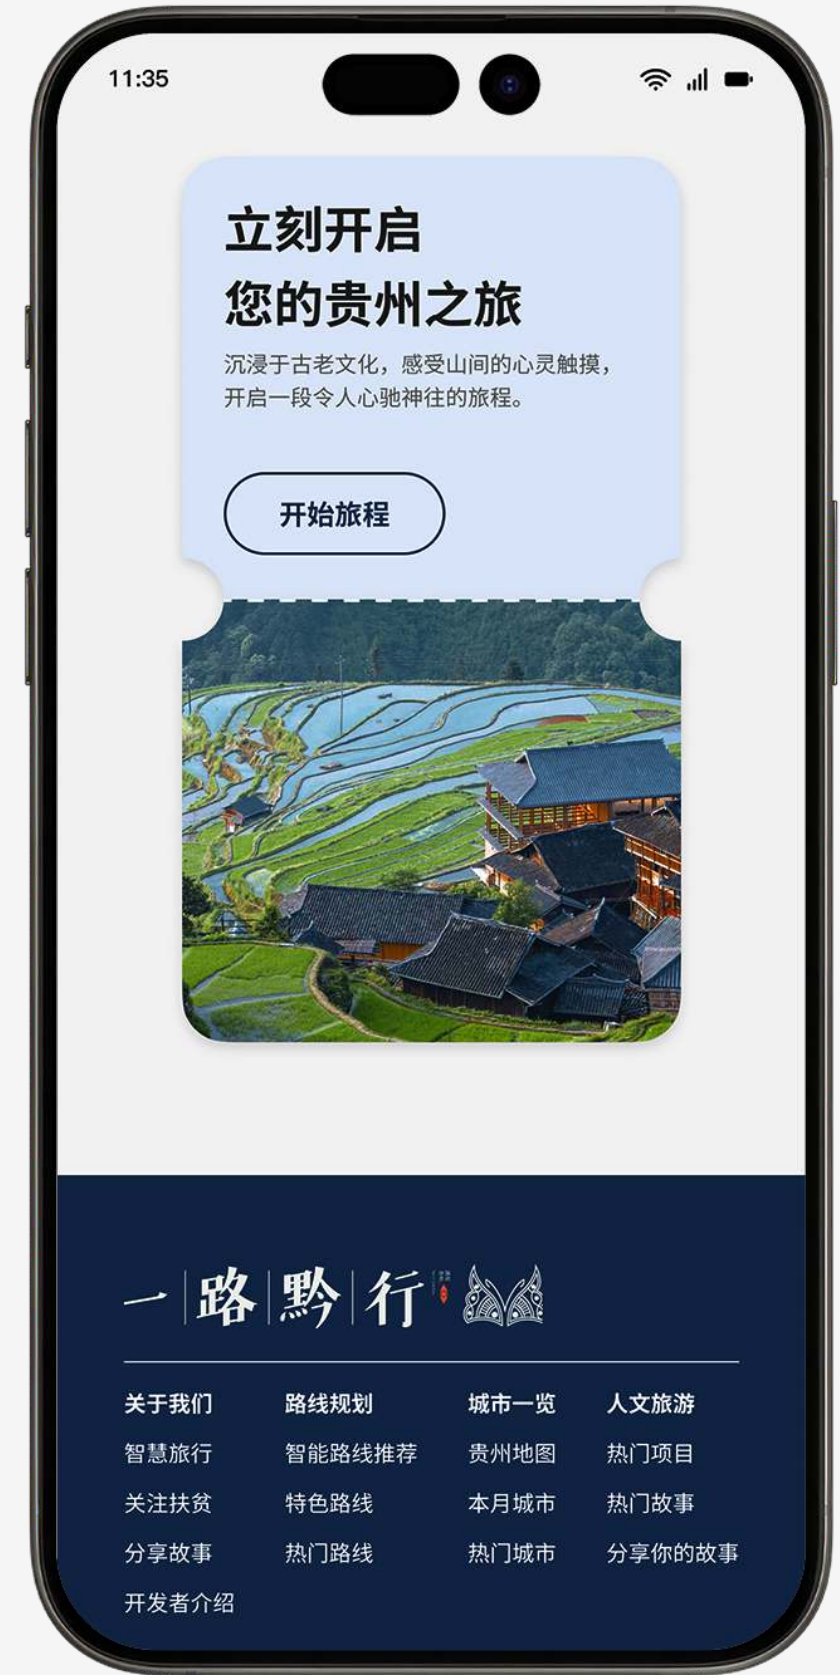 11:35
立刻开启
您的贵州之旅
沉浸于古老文化，感受山间的心灵触摸，
开启一段令人心驰神往的旅程。
开始旅程
一路黔行
关于我们 路线规划 城市一览 人文旅游
智慧旅行 智能路线推荐 贵州地图 热门项目
关注扶贫 特色路线 本月城市 热门故事
分享故事 热门路线 热门城市 分享你的故事
开发者介绍